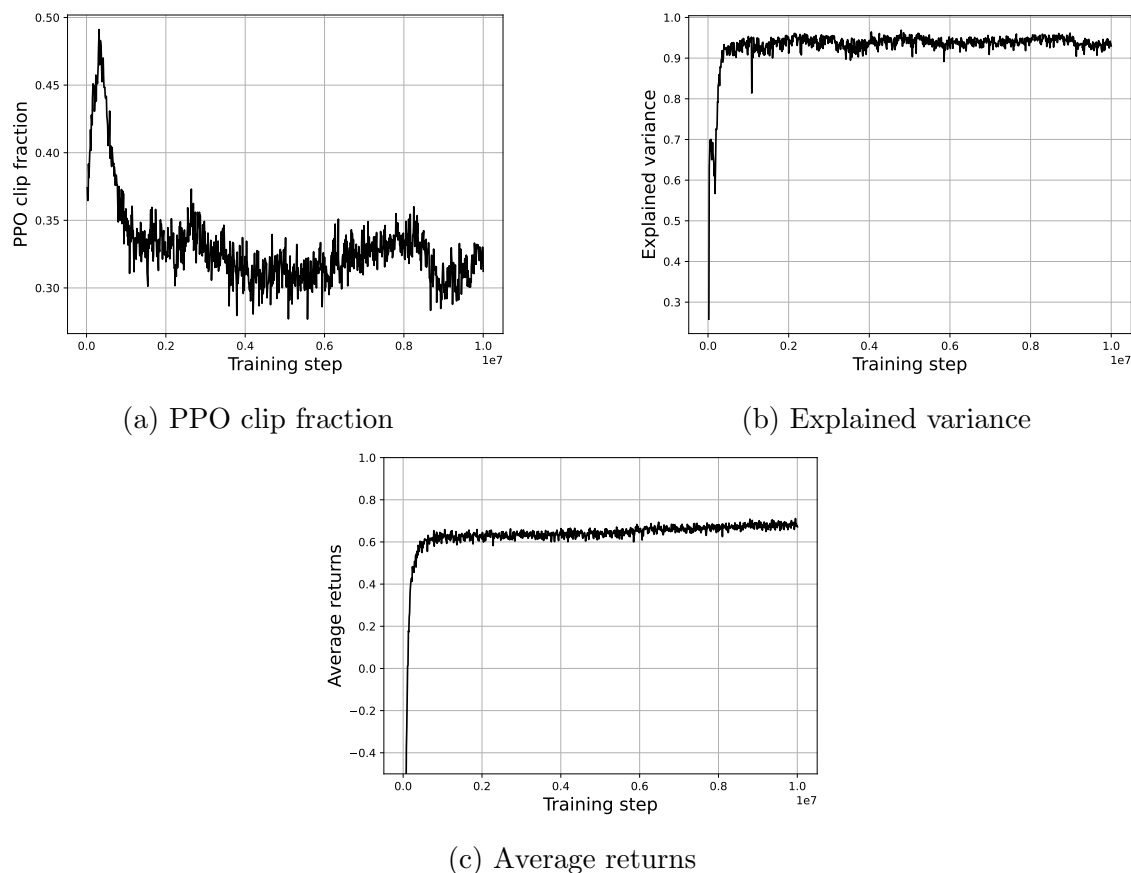 0.50
0.45
0.40
0.35
0.30
PPO clip fraction
0.0 0.2 0.4 0.6 0.8 1.0
1e7
Training step
(a) PPO clip fraction
1.0
0.9
0.8
0.7
0.6
0.5
0.4
0.3
Explained variance
0.0 0.2 0.4 0.6 0.8 1.0
1e7
Training step
(b) Explained variance
1.0
0.8
0.6
0.4
0.2
0.0
−0.2
−0.4
Average returns
0.0 0.2 0.4 0.6 0.8 1.0
1e7
Training step
(c) Average returns